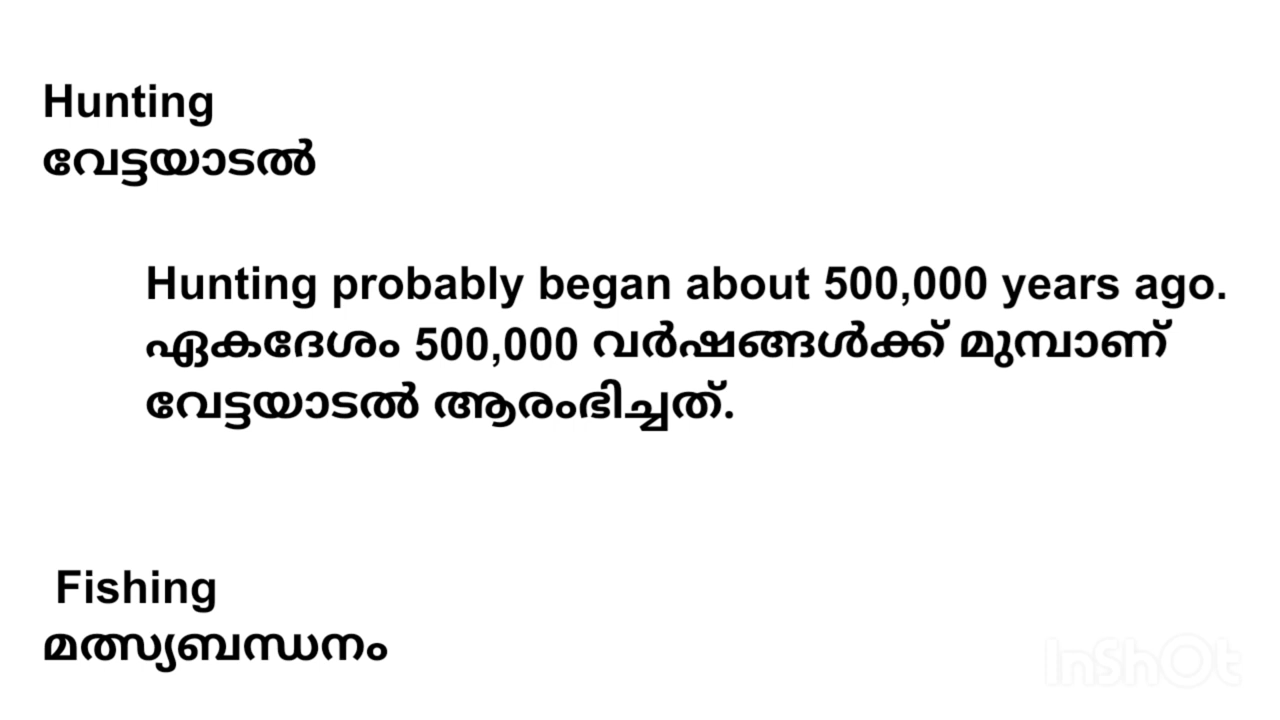 Hunting
വേട്ടയാടൽ
Hunting probably began about 500,000 years ago.
ഏകദേശം 500,000 വർഷങ്ങൾക്ക് മുമ്പാണ്
വേട്ടയാടൽ ആരംഭിച്ചത്.
Fishing
മത്സ്യബന്ധനം
InShOt